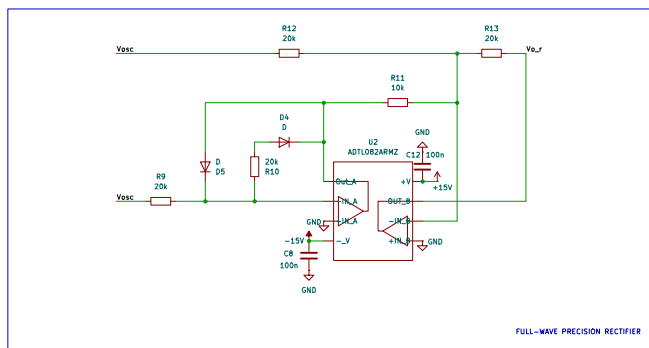 R12
20k
R13
20k
Vosc
Vo_r
R11
10k
D4
D
U2
ADTL082ARMZ
GND
C12 100n
20k
R10
D
D5
R9
20k
Vosc
OUT_A
+V
+15V
-IN_A
OUT_B
GND
+IN_A
-IN_B
-15V
-_V
+IN_B
GND
C8
100n
GND
FULL-WAVE PRECISION RECTIFIER